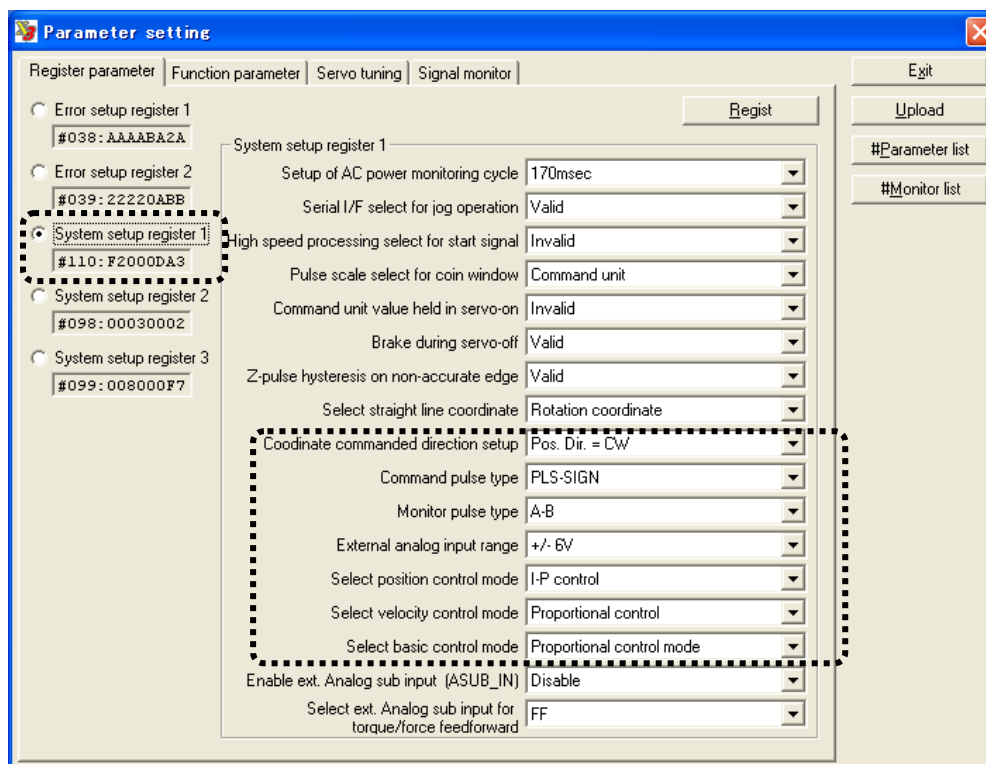 Parameter setting
Register parameter Function parameter Servo tuning Signal monitor
Exit
Upload
#Parameter list
#Monitor list
Error setup register 1
#038:AAAABA2A
Error setup register 2
#039:22220ABB
System setup register 1
#110:F2000DA3
System setup register 2
#098:00030002
System setup register 3
#099:008000F7
Regist
System setup register 1
Setup of AC power monitoring cycle 170msec
Serial I/F select for jog operation Valid
High speed processing select for start signal Invalid
Pulse scale select for coin window Command unit
Command unit value held in servo-on Invalid
Brake during servo-off Valid
Z-pulse hysteresis on non-accurate edge Valid
Select straight line coordinate Rotation coordinate
Coodinate commanded direction setup Pos. Dir. = CW
Command pulse type PLS-SIGN
Monitor pulse type A-B
External analog input range +/- 6V
Select position control mode I-P control
Select velocity control mode Proportional control
Select basic control mode Proportional control mode
Enable ext. Analog sub input (ASUB_IN) Disable
Select ext. Analog sub input for
torque/force feedforward FF